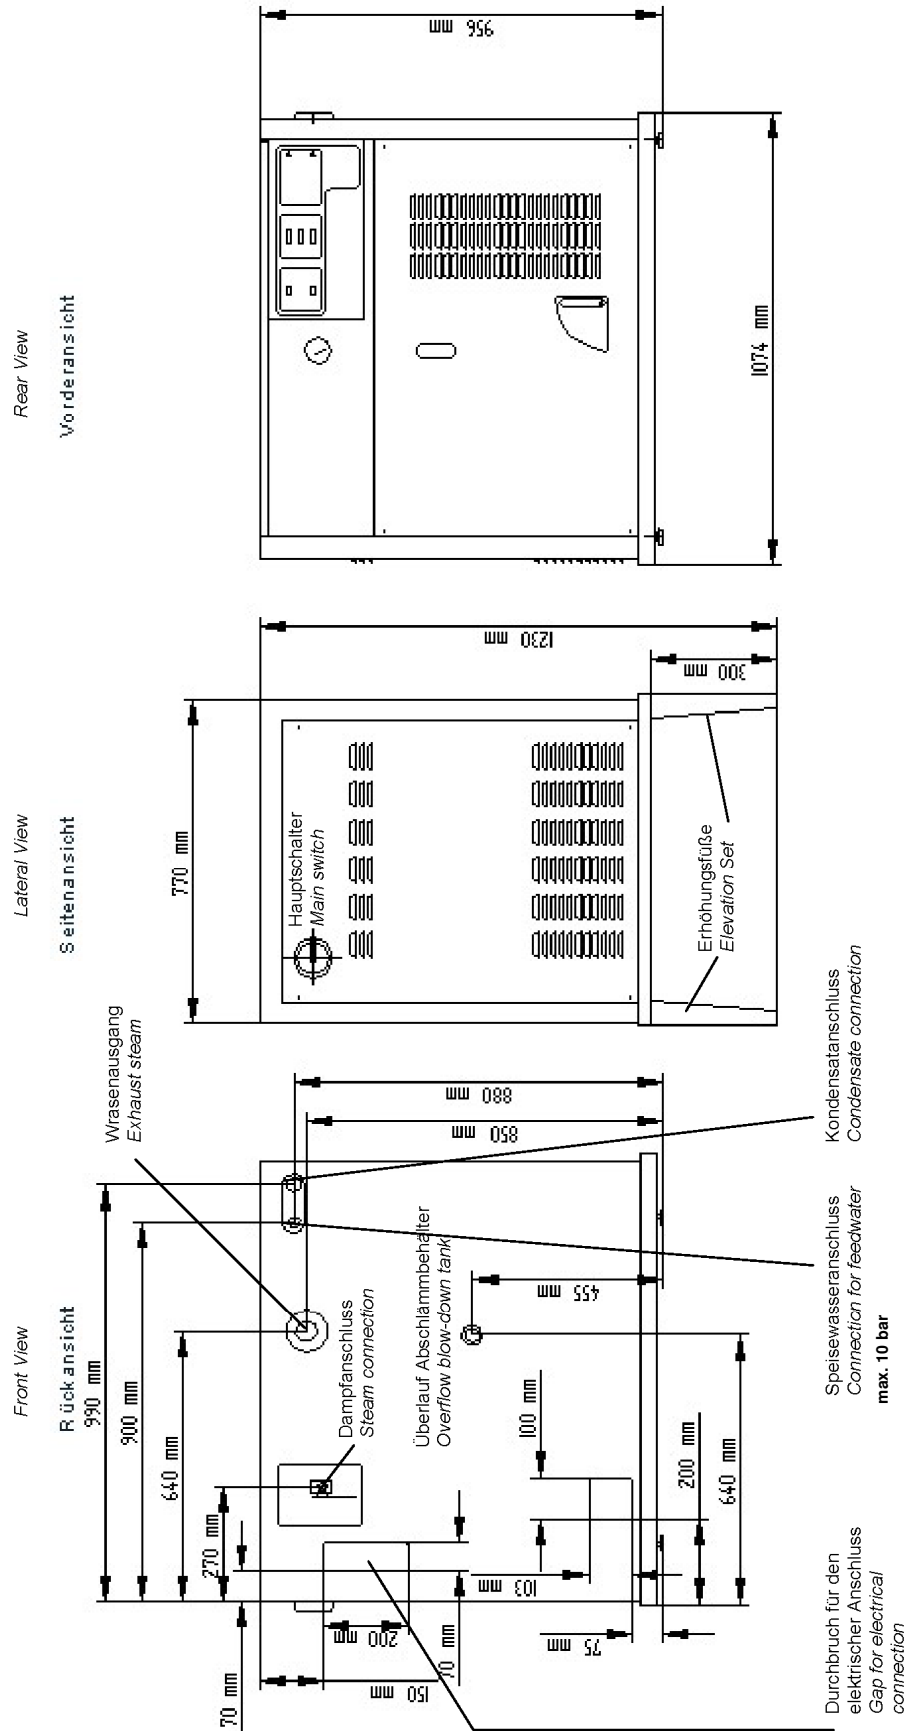 Front View
Rückansicht
990 mm
900 mm
640 mm
270 mm
70 mm
150 mm
200 mm
70 mm
Wrasenausgang
Exhaust steam
Dampfanschluss
Steam connection
Überlauf Abschlämmbehälter
Overflow blow-down tank
880 mm
850 mm
455 mm
100 mm
103 mm
75 mm
200 mm
640 mm
Durchbruch für den
elektrischer Anschluss
Gap for electrical
connection
Speisewasseranschluss
Connection for feedwater
max. 10 bar
Kondensatanschluss
Condensate connection
Lateral View
Seitenansicht
770 mm
Hauptschalter
Main switch
Erhöhungsfüße
Elevation Set
1230 mm
300 mm
Rear View
Vorderansicht
956 mm
1074 mm